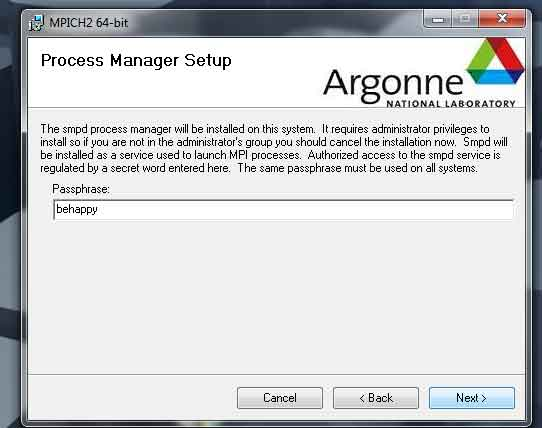 MPICH2 64-bit
Process Manager Setup
Argonne
NATIONAL LABORATORY
The smpd process manager will be installed on this system.  It requires administrator privileges to
install so if you are not in the administrator's group you should cancel the installation now.  Smpd will
be installed as a service used to launch MPI processes.  Authorized access to the smpd service is
regulated by a secret word entered here.  The same passphrase must be used on all systems.
Passphrase:
behappy
Cancel
< Back
Next >